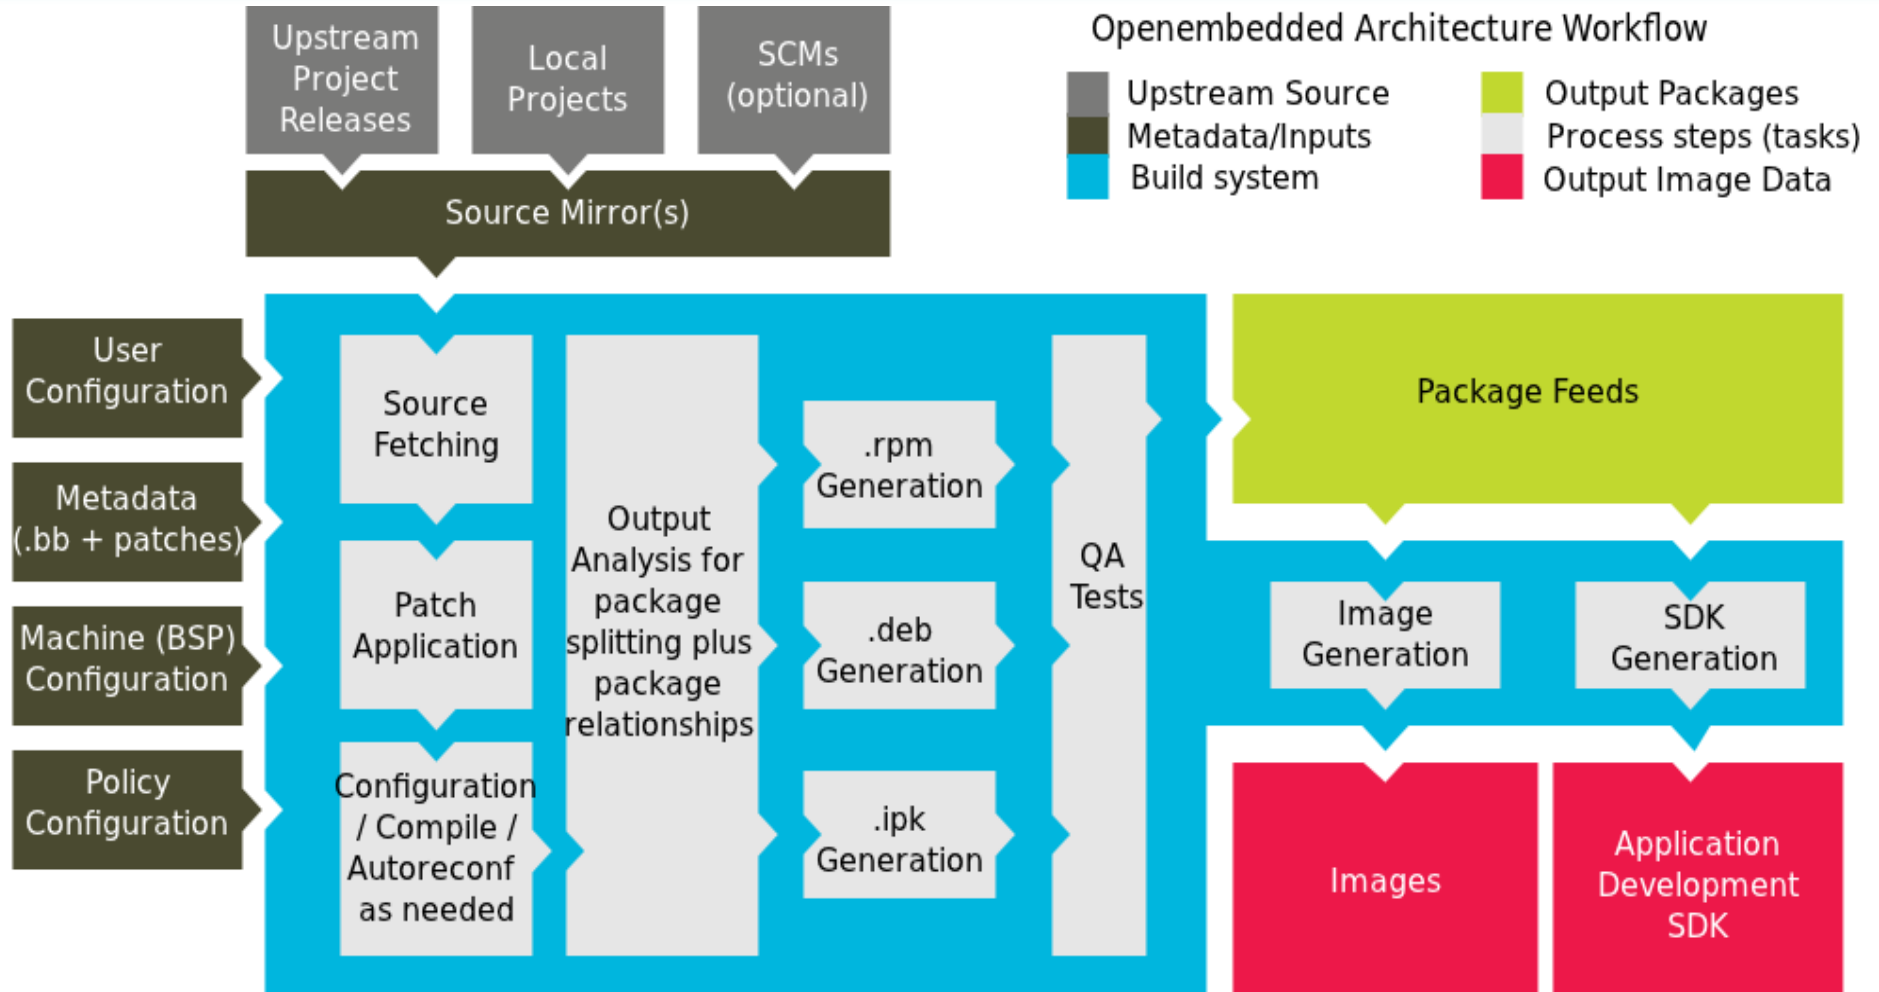 Upstream
Project
Releases
Local
Projects
SCMs
(optional)
Openembedded Architecture Workflow
Upstream Source
Metadata/Inputs
Build system
Output Packages
Process steps (tasks)
Output Image Data
Source Mirror(s)
User
Configuration
Metadata
(.bb + patches)
Machine (BSP)
Configuration
Policy
Configuration
Source
Fetching
Patch
Application
Configuration
/ Compile /
Autoreconf
as needed
Output
Analysis for
package
splitting plus
package
relationships
.rpm
Generation
.deb
Generation
.ipk
Generation
QA
Tests
Package Feeds
Image
Generation
SDK
Generation
Images
Application
Development
SDK